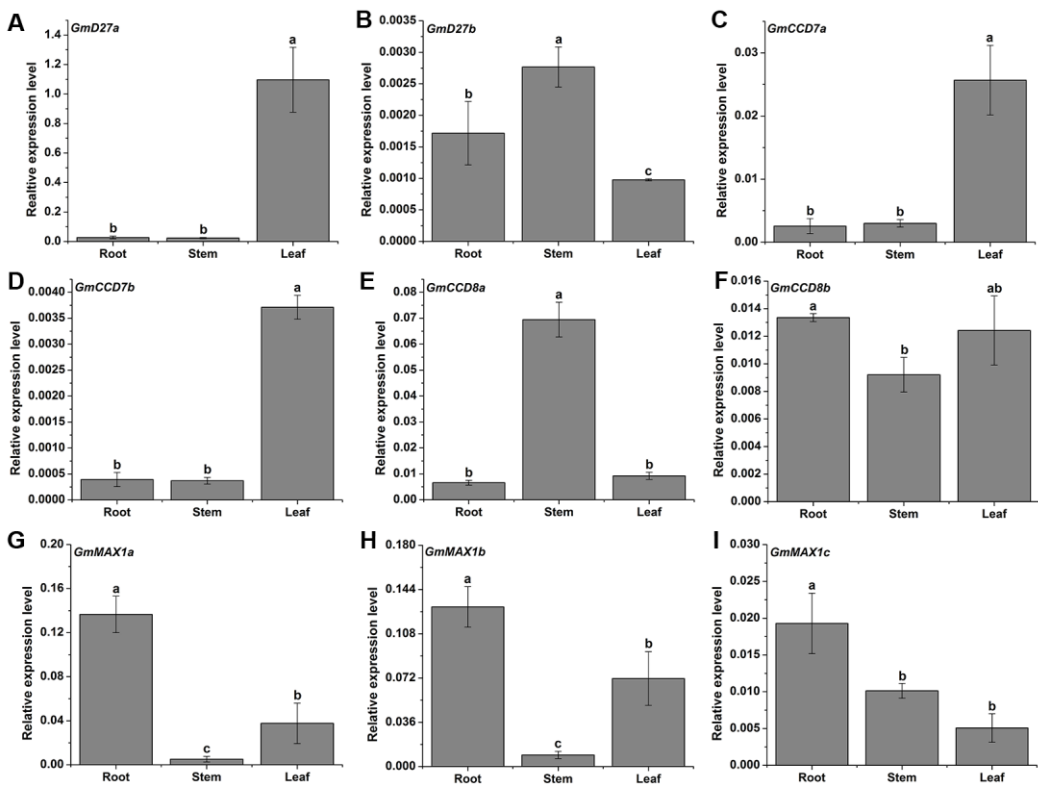 A
GmD27a
Realtive expression level
1.4
1.2
1.0
0.8
0.6
0.4
0.2
0.0
b
b
a
Root Stem Leaf
B
GmD27b
Relative expression level
0.0035
0.0030
0.0025
0.0020
0.0015
0.0010
0.0005
0.0000
b
a
c
Root Stem Leaf
C
GmCCD7a
Relative expression level
0.03
0.02
0.01
0.00
b
b
a
Root Stem Leaf
D
GmCCD7b
Relative expression level
0.0040
0.0035
0.0030
0.0025
0.0020
0.0015
0.0010
0.0005
0.0000
b
b
a
Root Stem Leaf
E
GmCCD8a
Relative expression level
0.08
0.07
0.06
0.05
0.04
0.03
0.02
0.01
0.00
b
a
b
Root Stem Leaf
F
GmCCD8b
Relative expression level
0.016
0.014
0.012
0.010
0.008
0.006
0.004
0.002
0.000
a
b
ab
Root Stem Leaf
G
GmMAX1a
Relative expression level
0.20
0.16
0.12
0.08
0.04
0.00
a
c
b
Root Stem Leaf
H
GmMAX1b
Relative expression level
0.180
0.144
0.108
0.072
0.036
0.000
a
c
b
Root Stem Leaf
I
GmMAX1c
Relative expression level
0.030
0.025
0.020
0.015
0.010
0.005
0.000
a
b
b
Root Stem Leaf